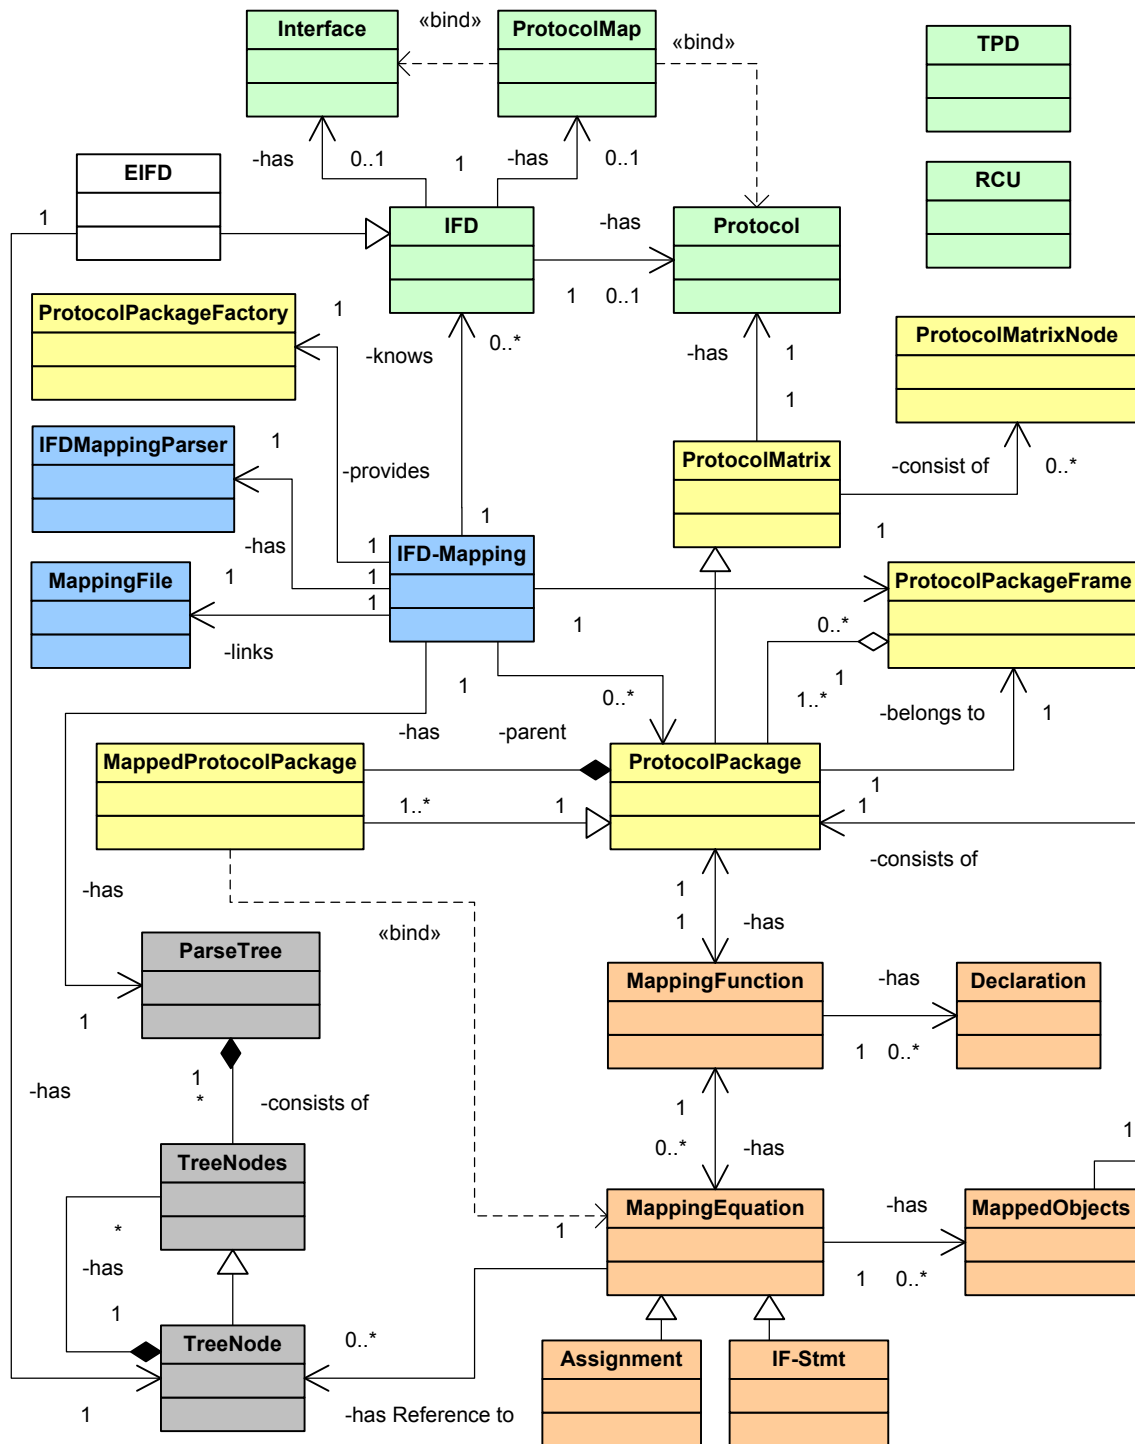 Interface
«bind»
ProtocolMap
«bind»
TPD
-has
0..1
1
-has
0..1
EIFD
RCU
1
IFD
-has
Protocol
1
0..1
ProtocolPackageFactory
1
-knows
0..*
-has
1
ProtocolMatrixNode
1
IFDMappingParser
1
-provides
ProtocolMatrix
-consist of
0..*
1
-has
1
IFD-Mapping
1
MappingFile
1
1
1
ProtocolPackageFrame
-links
1
0..*
1
1
0..*
1..*
-belongs to
1
-has
-parent
MappedProtocolPackage
ProtocolPackage
1
1..*
1
1
-consists of
-has
1
«bind»
1
-has
ParseTree
MappingFunction
-has
Declaration
1
1
0..*
-has
1
*
-consists of
1
0..*
-has
1
TreeNodes
MappingEquation
-has
MappedObjects
*
1
-has
1
0..*
1
TreeNode
0..*
Assignment
IF-Stmt
1
-has Reference to